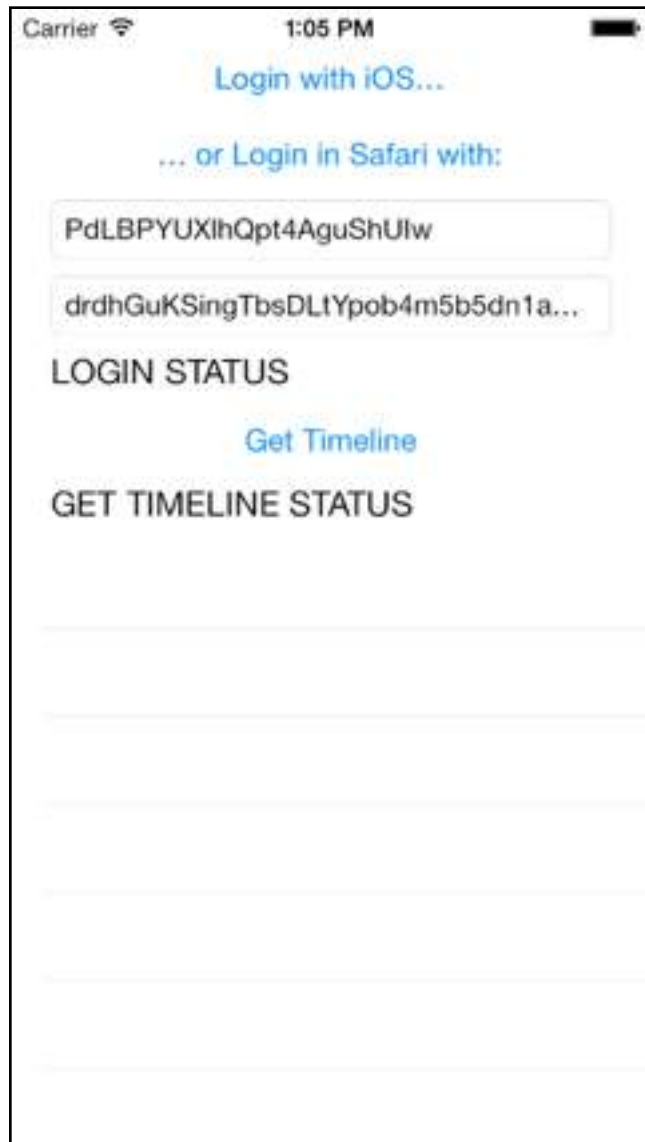 Carrier 1:05 PM
Login with iOS...
... or Login in Safari with:
PdLBPYUXIhQpt4AguShUIw
drdhGuKSingTbsDLtYpob4m5b5dn1a...
LOGIN STATUS
Get Timeline
GET TIMELINE STATUS